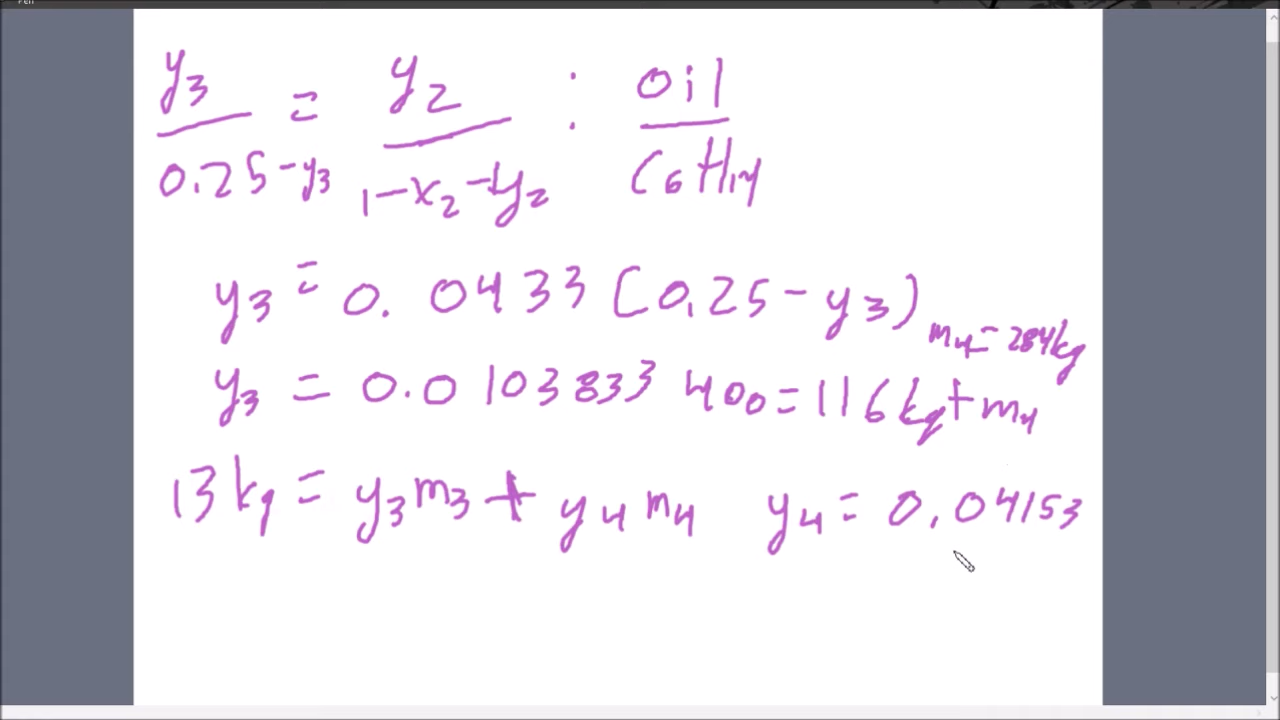 Pen
y3 / 0.25-y3 = y2 / 1-x2-y2 : oil / C6H14
y3 = 0.0433 (0.25-y3)
m4=284kg
y3 = 0.0103833 400=116kg+m4
13kg = y3m3 + y4m4 y4 = 0.04153